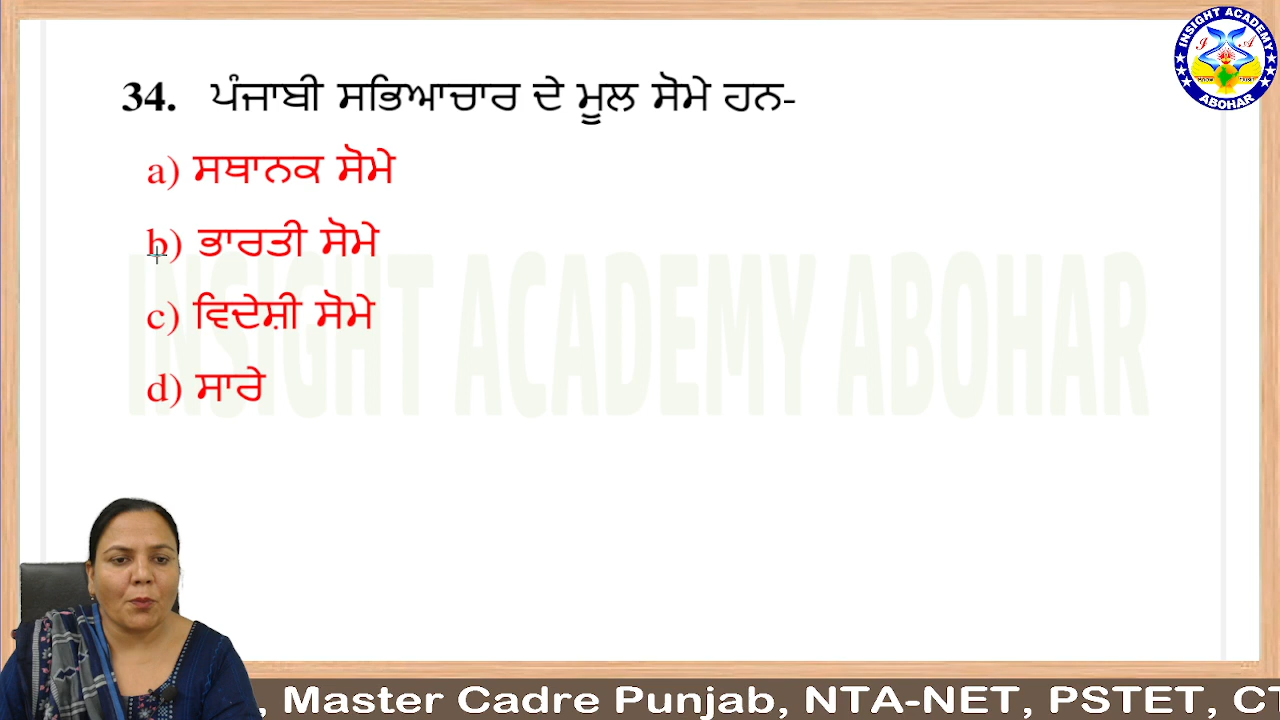 34. ਪੰਜਾਬੀ ਸਭਿਆਚਾਰ ਦੇ ਮੂਲ ਸੋਮੇ ਹਨ-
a) ਸਥਾਨਕ ਸੋਮੇ
b) ਭਾਰਤੀ ਸੋਮੇ
c) ਵਿਦੇਸ਼ੀ ਸੋਮੇ
d) ਸਾਰੇ
INSIGHT ACADEMY ABOHAR
INSIGHT ACADEMY
ABOHAR
, Master Cadre Punjab, NTA-NET, PSTET, CT